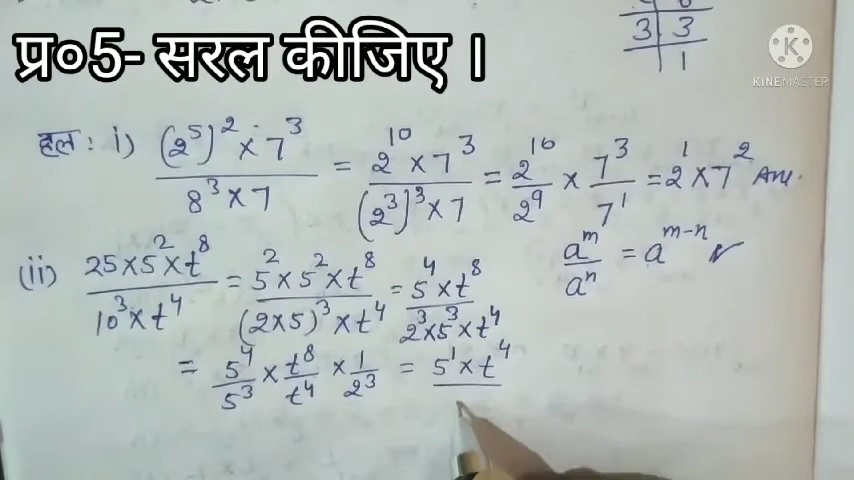 3 3
1
KINEMASTER
प्र०5- सरल कीजिए ।
हल: i) (2⁵)² × 7³ / 8³ × 7 = 2¹⁰ × 7³ / (2³)³ × 7 = 2¹⁰ / 2⁹ × 7³ / 7¹ = 2¹ × 7² Ans.
aᵐ / aⁿ = aᵐ⁻ⁿ ✓
(ii) 25 × 5² × t⁸ / 10³ × t⁴ = 5² × 5² × t⁸ / (2 × 5)³ × t⁴ = 5⁴ × t⁸ / 2³ × 5³ × t⁴
= 5⁴ / 5³ × t⁸ / t⁴ × 1 / 2³ = 5¹ × t⁴